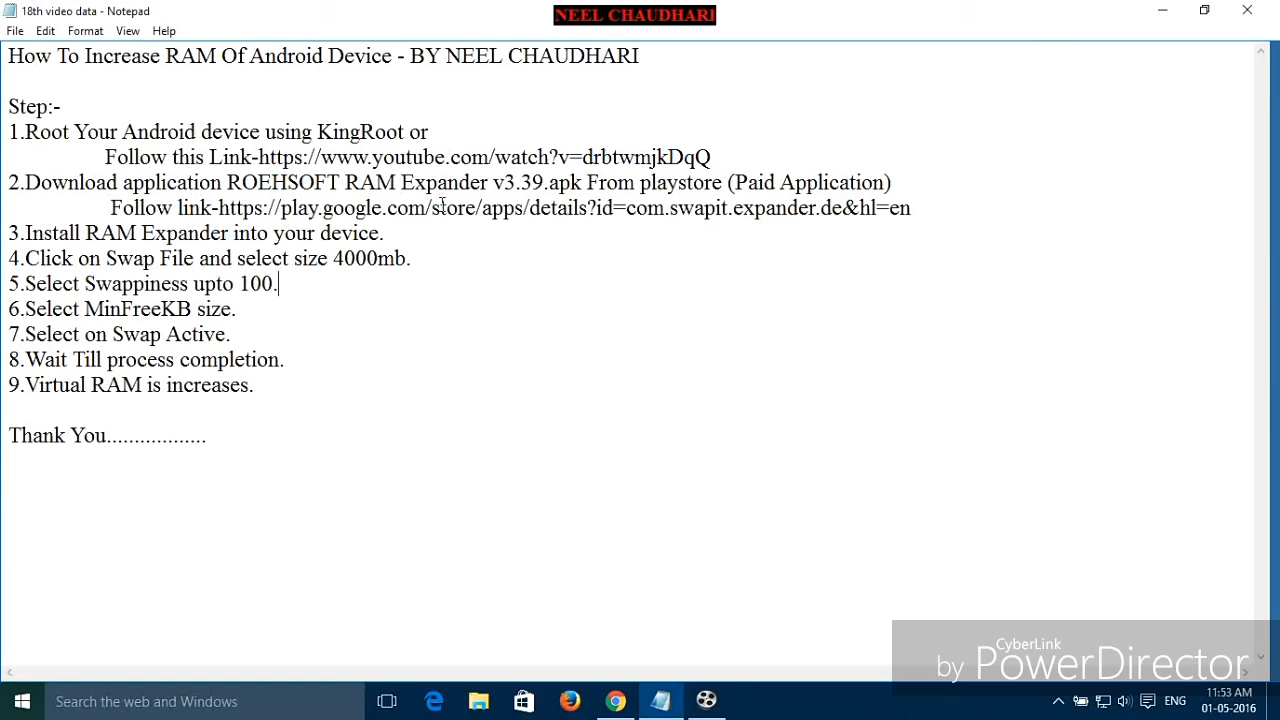 18th video data - Notepad
NEEL CHAUDHARI
File Edit Format View Help
How To Increase RAM Of Android Device - BY NEEL CHAUDHARI
Step:-
1.Root Your Android device using KingRoot or
Follow this Link-https://www.youtube.com/watch?v=drbtwmjkDqQ
2.Download application ROEHSOFT RAM Expander v3.39.apk From playstore (Paid Application)
Follow link-https://play.google.com/store/apps/details?id=com.swapit.expander.de&hl=en
3.Install RAM Expander into your device.
4.Click on Swap File and select size 4000mb.
5.Select Swappiness upto 100.
6.Select MinFreeKB size.
7.Select on Swap Active.
8.Wait Till process completion.
9.Virtual RAM is increases.
Thank You..................
CyberLink
by PowerDirector
Search the web and Windows
ENG
11:53 AM
01-05-2016